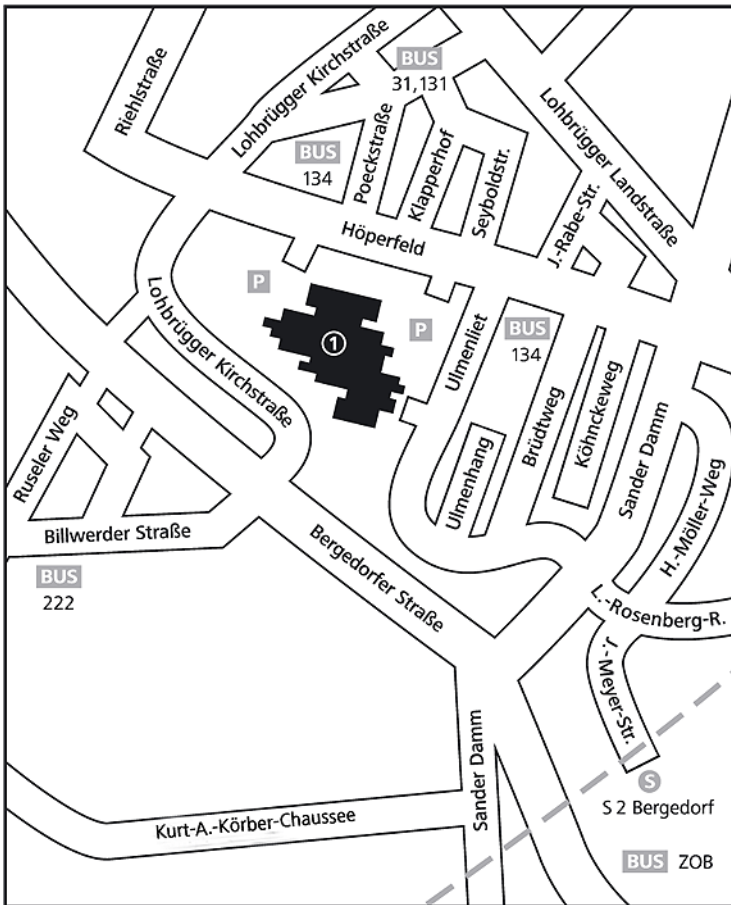 Riehlstraße
Lohbrügger Kirchstraße
BUS
31,131
Lohbrügger Landstraße
BUS
134
Poeckstraße
Klapperhof
Seyboldstr.
J.-Rabe-Str.
Höperfeld
P
P
1
Lohbrügger Kirchstraße
Ulmenliet
BUS
134
Brüdtweg
Köhnckeweg
Sander Damm
H.-Möller-Weg
Ulmenhang
Ruseler Weg
Billwerder Straße
BUS
222
Bergedorfer Straße
L.-Rosenberg-R.
J.-Meyer-Str.
Sander Damm
S
S 2 Bergedorf
Kurt-A.-Körber-Chaussee
BUS ZOB